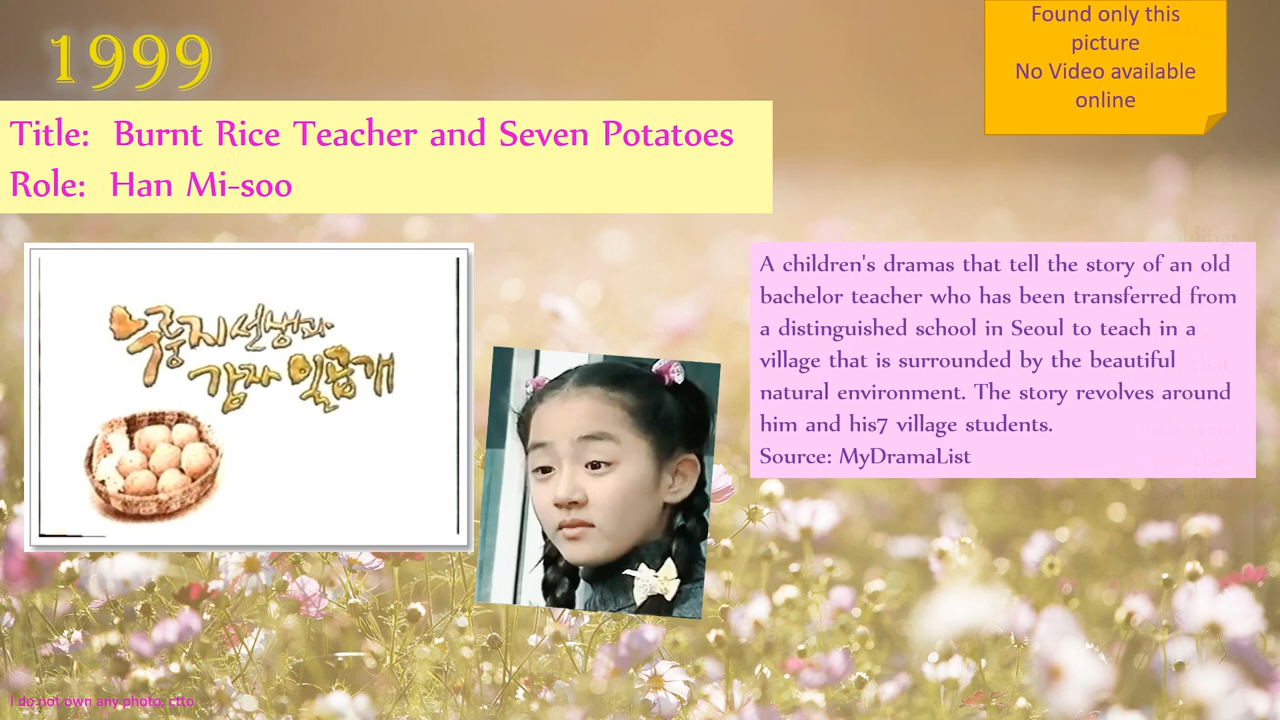 1999
Found only this
picture
No Video available
online
Title: Burnt Rice Teacher and Seven Potatoes
Role: Han Mi-soo
누룽지선생과
감자 일곱개
A children's dramas that tell the story of an old
bachelor teacher who has been transferred from
a distinguished school in Seoul to teach in a
village that is surrounded by the beautiful
natural environment. The story revolves around
him and his7 village students.
Source: MyDramaList
I do not own any photo, ctto